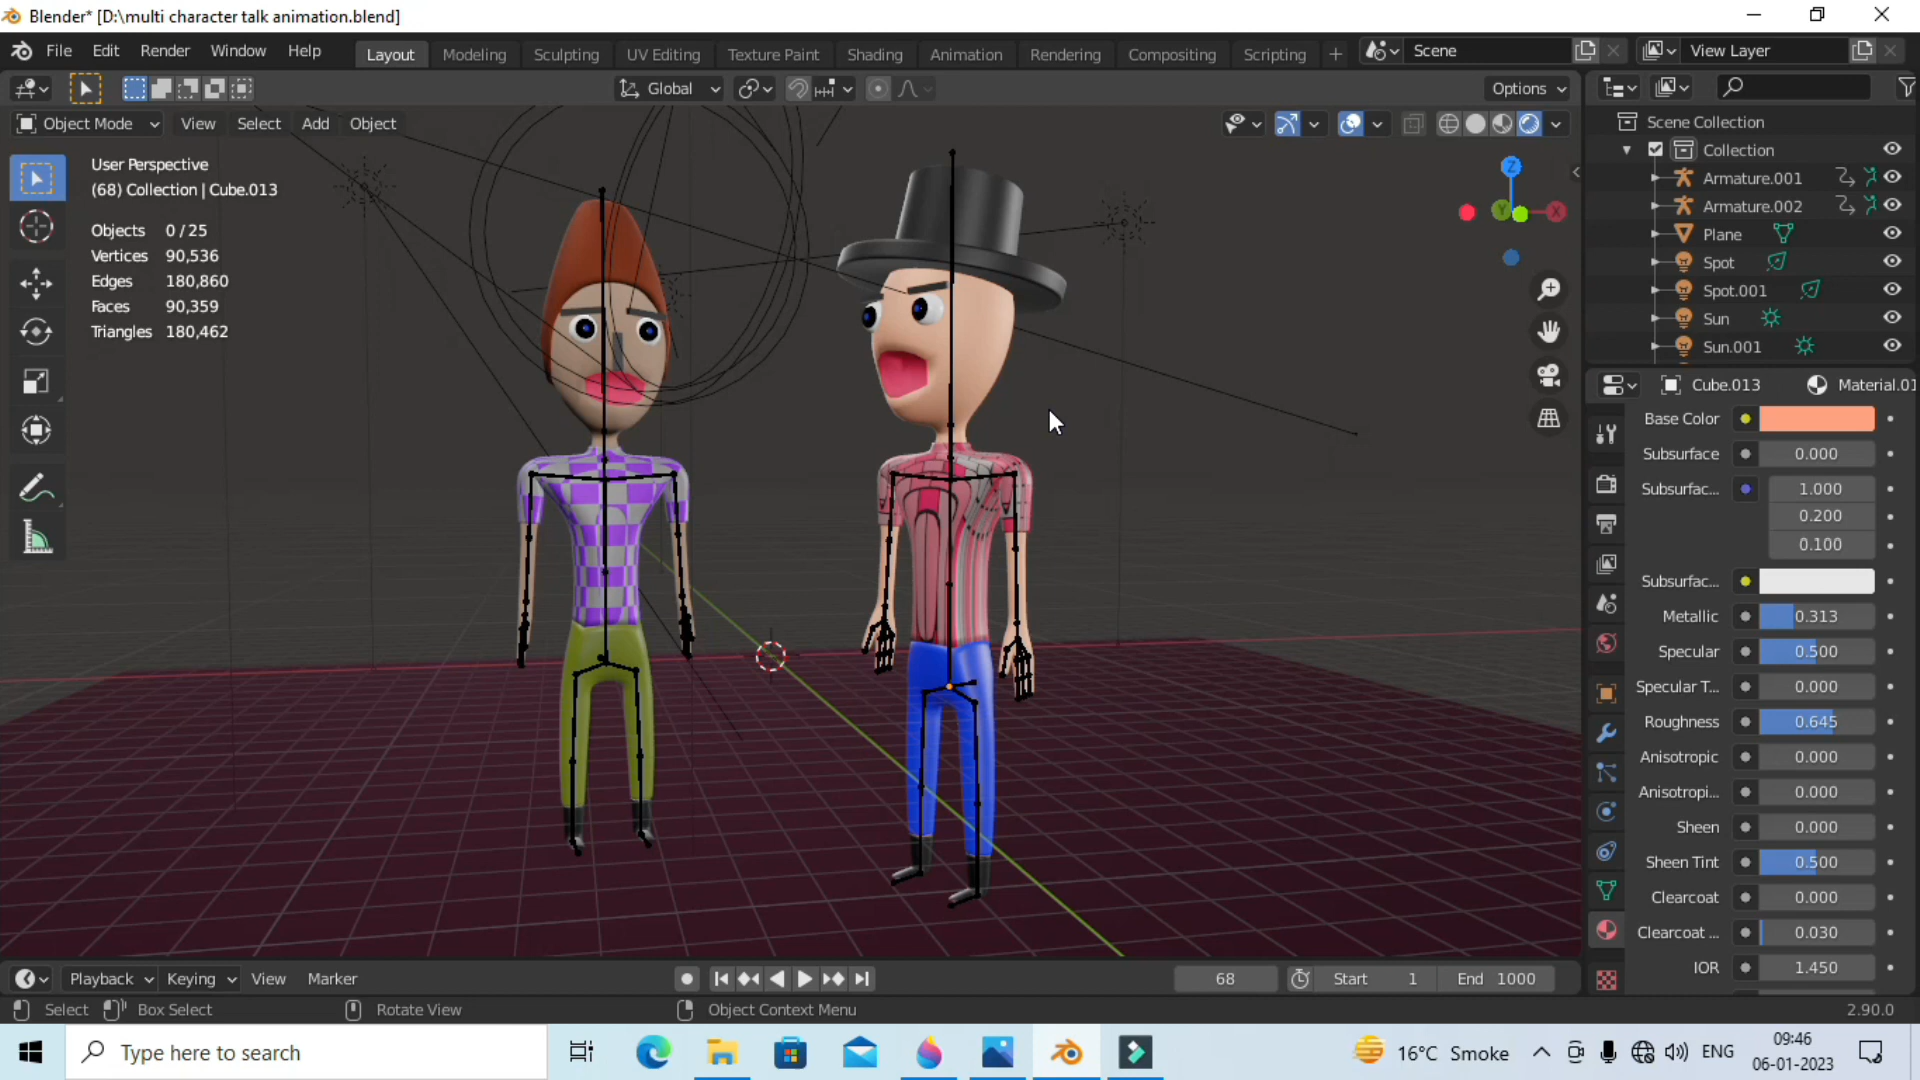 Blender* [D:\multi character talk animation.blend]
File Edit Render Window Help Layout Modeling Sculpting UV Editing Texture Paint Shading Animation Rendering Compositing Scripting + Scene View Layer
Global Options
Object Mode View Select Add Object
Scene Collection
Collection
User Perspective
(68) Collection | Cube.013
Objects 0 / 25
Vertices 90,536
Edges 180,860
Faces 90,359
Triangles 180,462
Z
Y
X
Armature.001
Armature.002
Plane
Spot
Spot.001
Sun
Sun.001
Cube.013 Material.01
Base Color
Subsurface 0.000
Subsurfac... 1.000
0.200
0.100
Subsurfac...
Metallic 0.313
Specular 0.500
Specular T... 0.000
Roughness 0.645
Anisotropic 0.000
Anisotropi... 0.000
Sheen 0.000
Sheen Tint 0.500
Clearcoat 0.000
Clearcoat ... 0.030
IOR 1.450
Playback Keying View Marker 68 Start 1 End 1000
Select Box Select Rotate View Object Context Menu 2.90.0
Type here to search 16°C Smoke ENG 09:46
06-01-2023